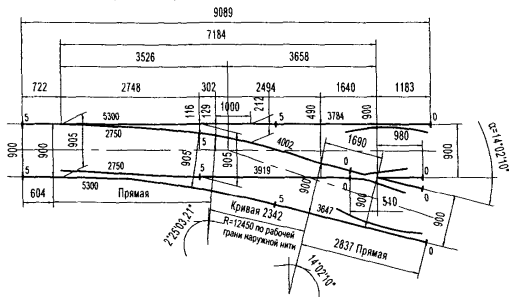 9089
7184
3526 3658
722 2748 302 2494 1640 1183
1000
116 129 212 490 900
5 5300 5 3784 0
2750 980
905 4002 1690 α=14°02'10"
900 900 905 905 900
2750 3919 0 0
5 5 0
5300
604 Прямая 900 510
5 3647 900
Кривая 2342
R=12450 по рабочей
грани наружной нити
2°25'03,21"
0
2837 Прямая
14°02'10"